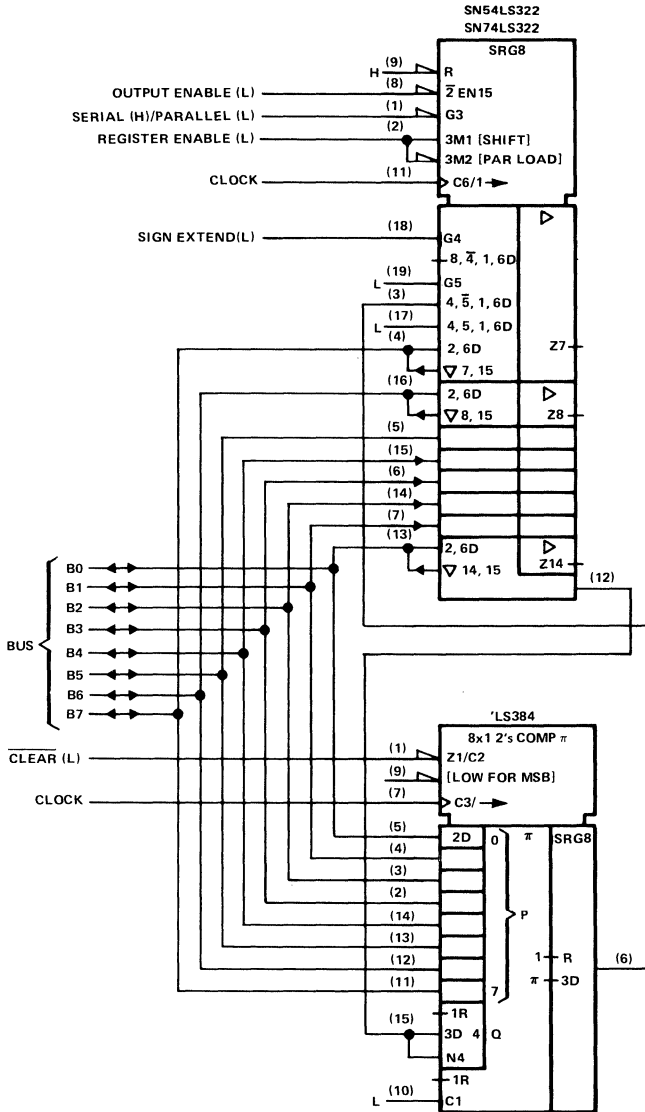 SN54LS322
SN74LS322
SRG8
H (9) R
OUTPUT ENABLE (L) (8) 2̅ EN15
SERIAL (H)/PARALLEL (L) (1) G3
REGISTER ENABLE (L) (2) 3M1 [SHIFT]
3M2 [PAR LOAD]
CLOCK (11) C6/1
SIGN EXTEND(L) (18) G4
8, 4̅, 1, 6D
L (19) G5
(3) 4, 5̅, 1, 6D
L (17) 4, 5, 1, 6D
(4) 2, 6D Z7
7, 15
(16) 2, 6D
8, 15 Z8
(5)
(15)
(6)
(14)
(7)
(13) 2, 6D
14, 15 Z14
(12)
BUS
B0
B1
B2
B3
B4
B5
B6
B7
'LS384
8x1 2's COMP π
C̅L̅E̅A̅R̅ (L) (1) Z1/C2
(9) [LOW FOR MSB]
CLOCK (7) C3/
(5) 2D 0 π SRG8
(4)
(3)
(2)
(14) P
(13)
(12) 1 R (6)
(11) 7 π 3D
1R
(15) 3D 4 Q
N4
1R
L (10) C1